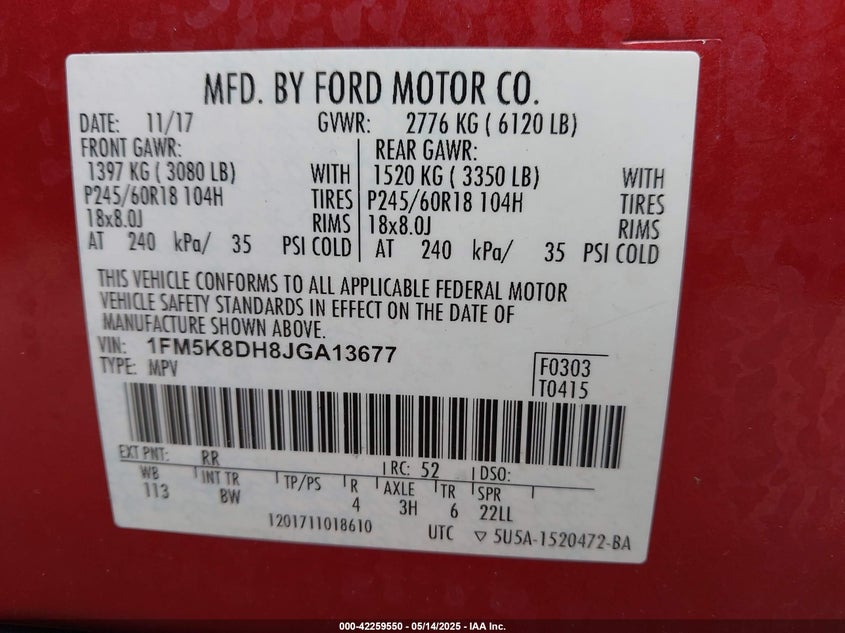 MFD. BY FORD MOTOR CO.
DATE: 11/17 GVWR: 2776 KG ( 6120 LB)
FRONT GAWR: REAR GAWR:
1397 KG ( 3080 LB) WITH 1520 KG ( 3350 LB) WITH
P245/60R18 104H TIRES P245/60R18 104H TIRES
18x8.0J RIMS 18x8.0J RIMS
AT 240 kPa/ 35 PSI COLD AT 240 kPa/ 35 PSI COLD
THIS VEHICLE CONFORMS TO ALL APPLICABLE FEDERAL MOTOR
VEHICLE SAFETY STANDARDS IN EFFECT ON THE DATE OF
MANUFACTURE SHOWN ABOVE.
VIN: 1FM5K8DH8JGA13677
TYPE: MPV F0303
T0415
EXT PNT: RR RC: 52 DSO:
WB INT TR TP/PS R AXLE TR SPR
113 BW 4 3H 6 22LL
1201711018610 UTC ▽ 5U5A-1520472-BA
000-42259550 - 05/14/2025 - IAA Inc.